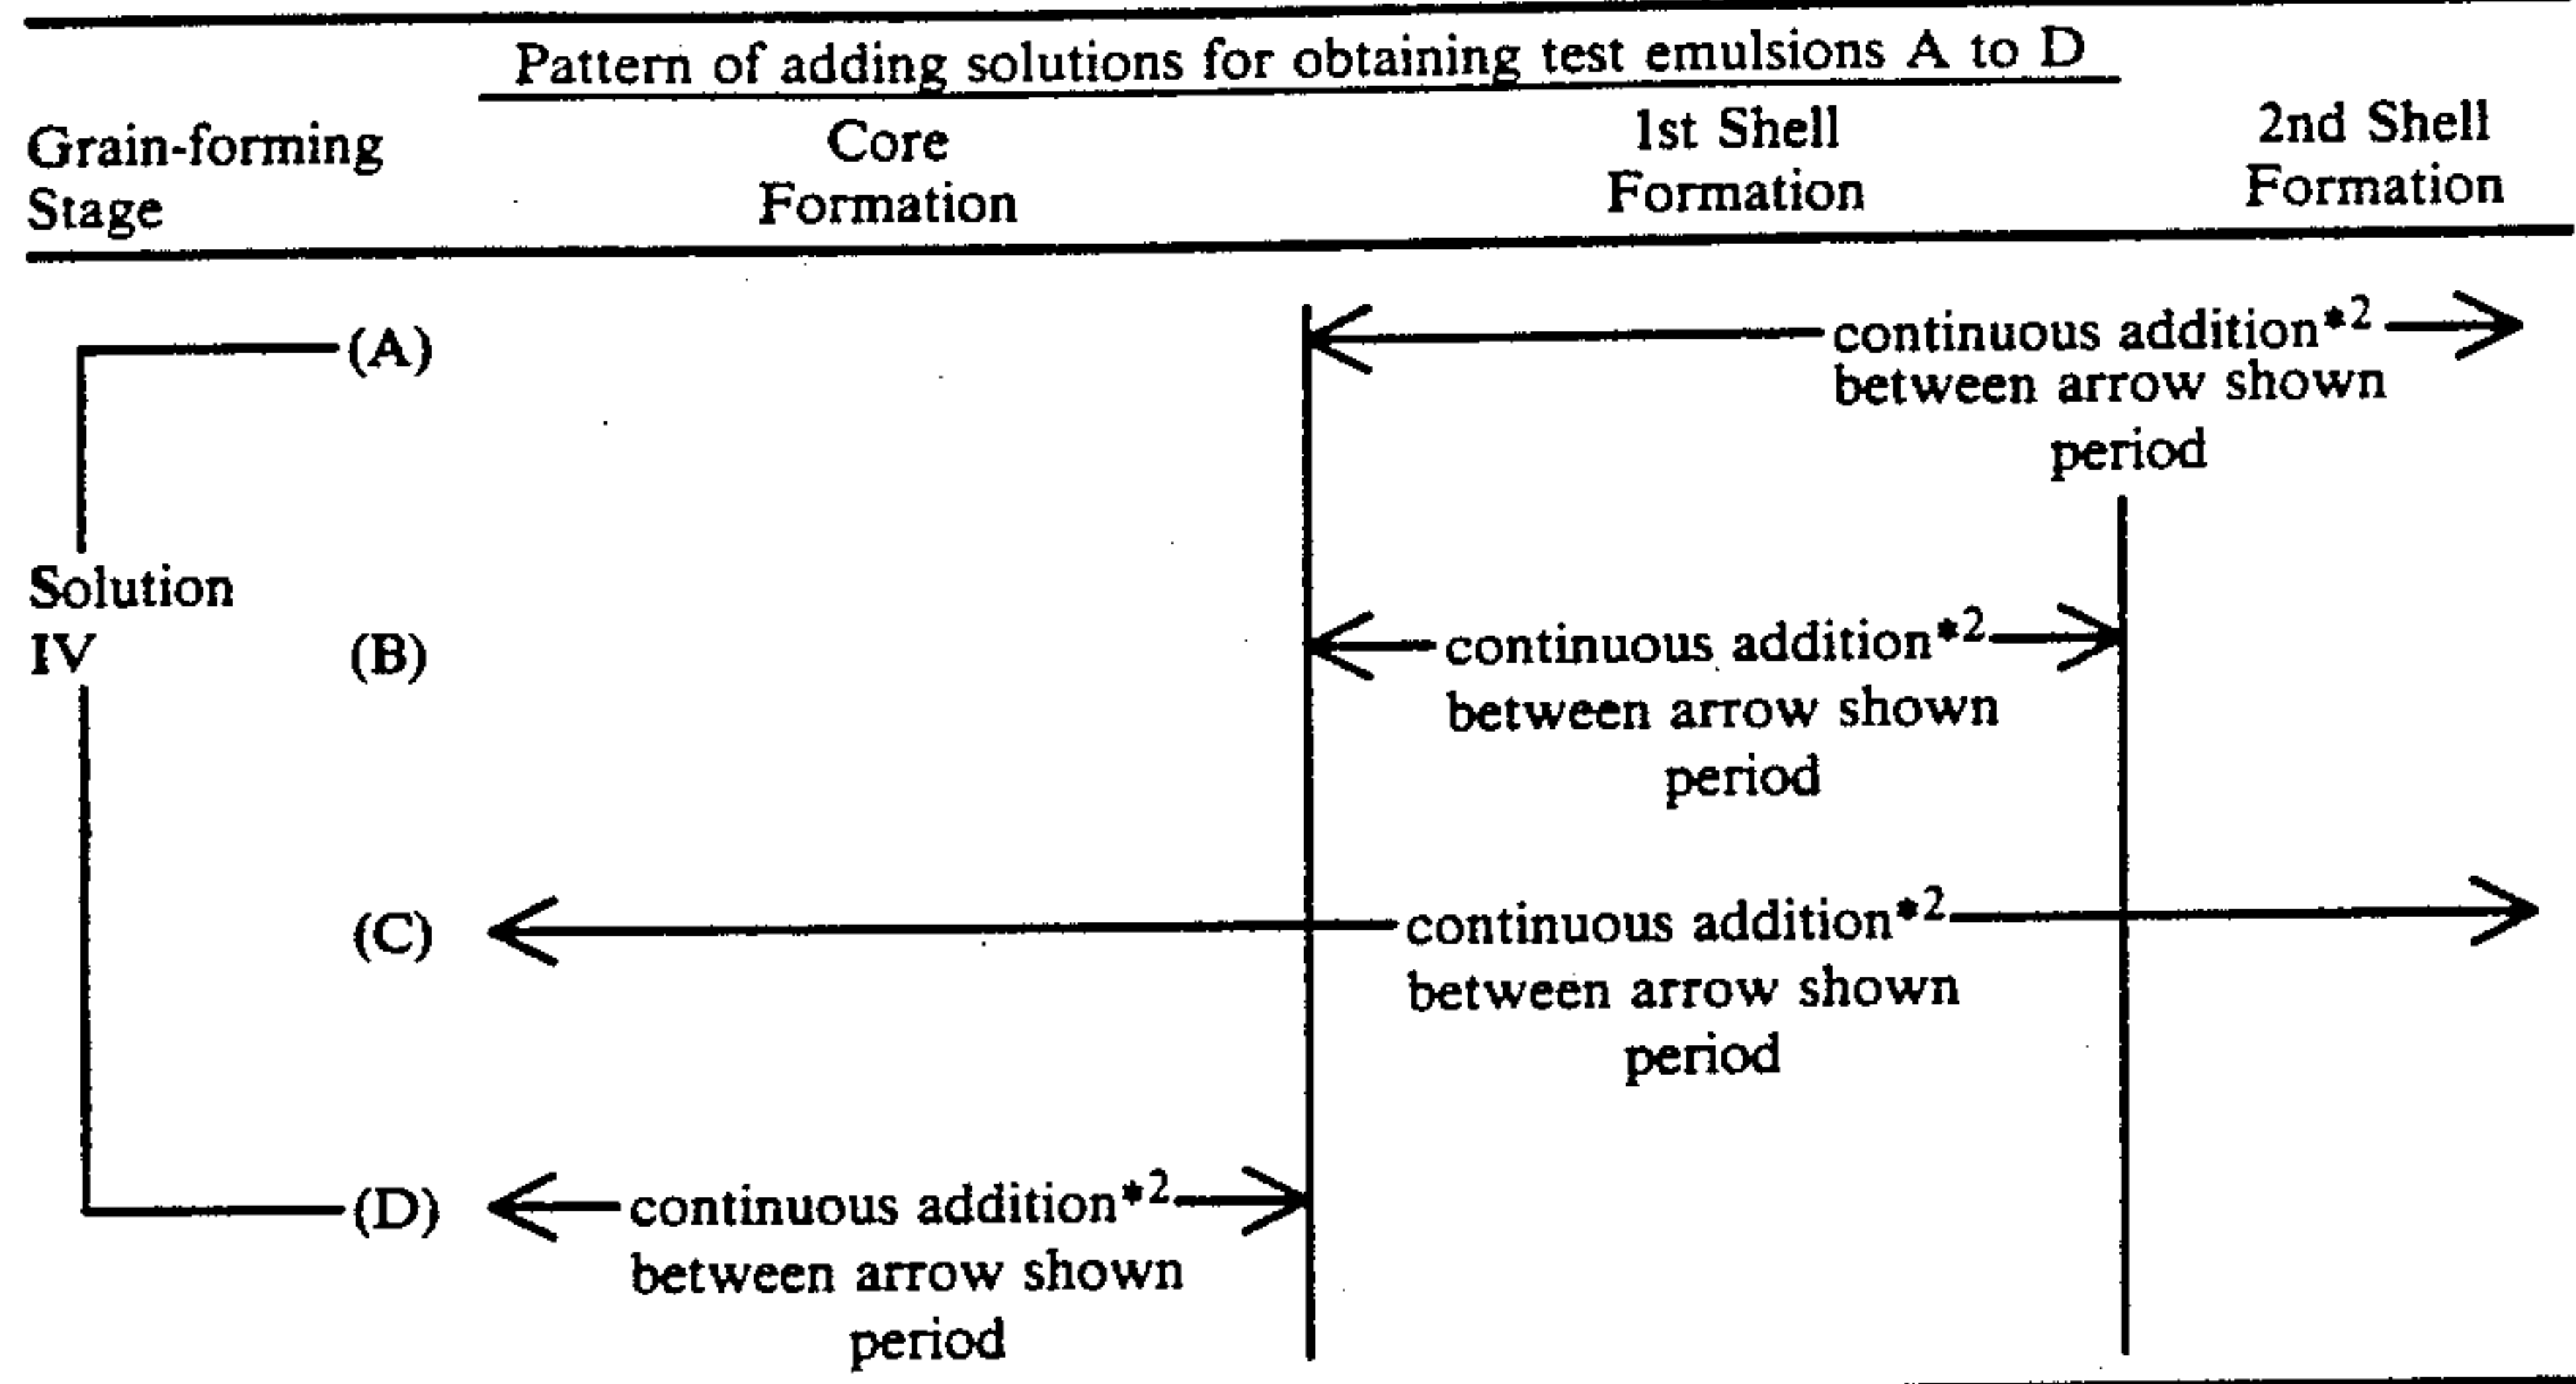 Pattern of adding solutions for obtaining test emulsions A to D
Grain-forming
Stage
Core
Formation
1st Shell
Formation
2nd Shell
Formation
Solution
IV
(A)
continuous addition*2
between arrow shown
period
(B)
continuous addition*2
between arrow shown
period
(C)
continuous addition*2
between arrow shown
period
(D)
continuous addition*2
between arrow shown
period